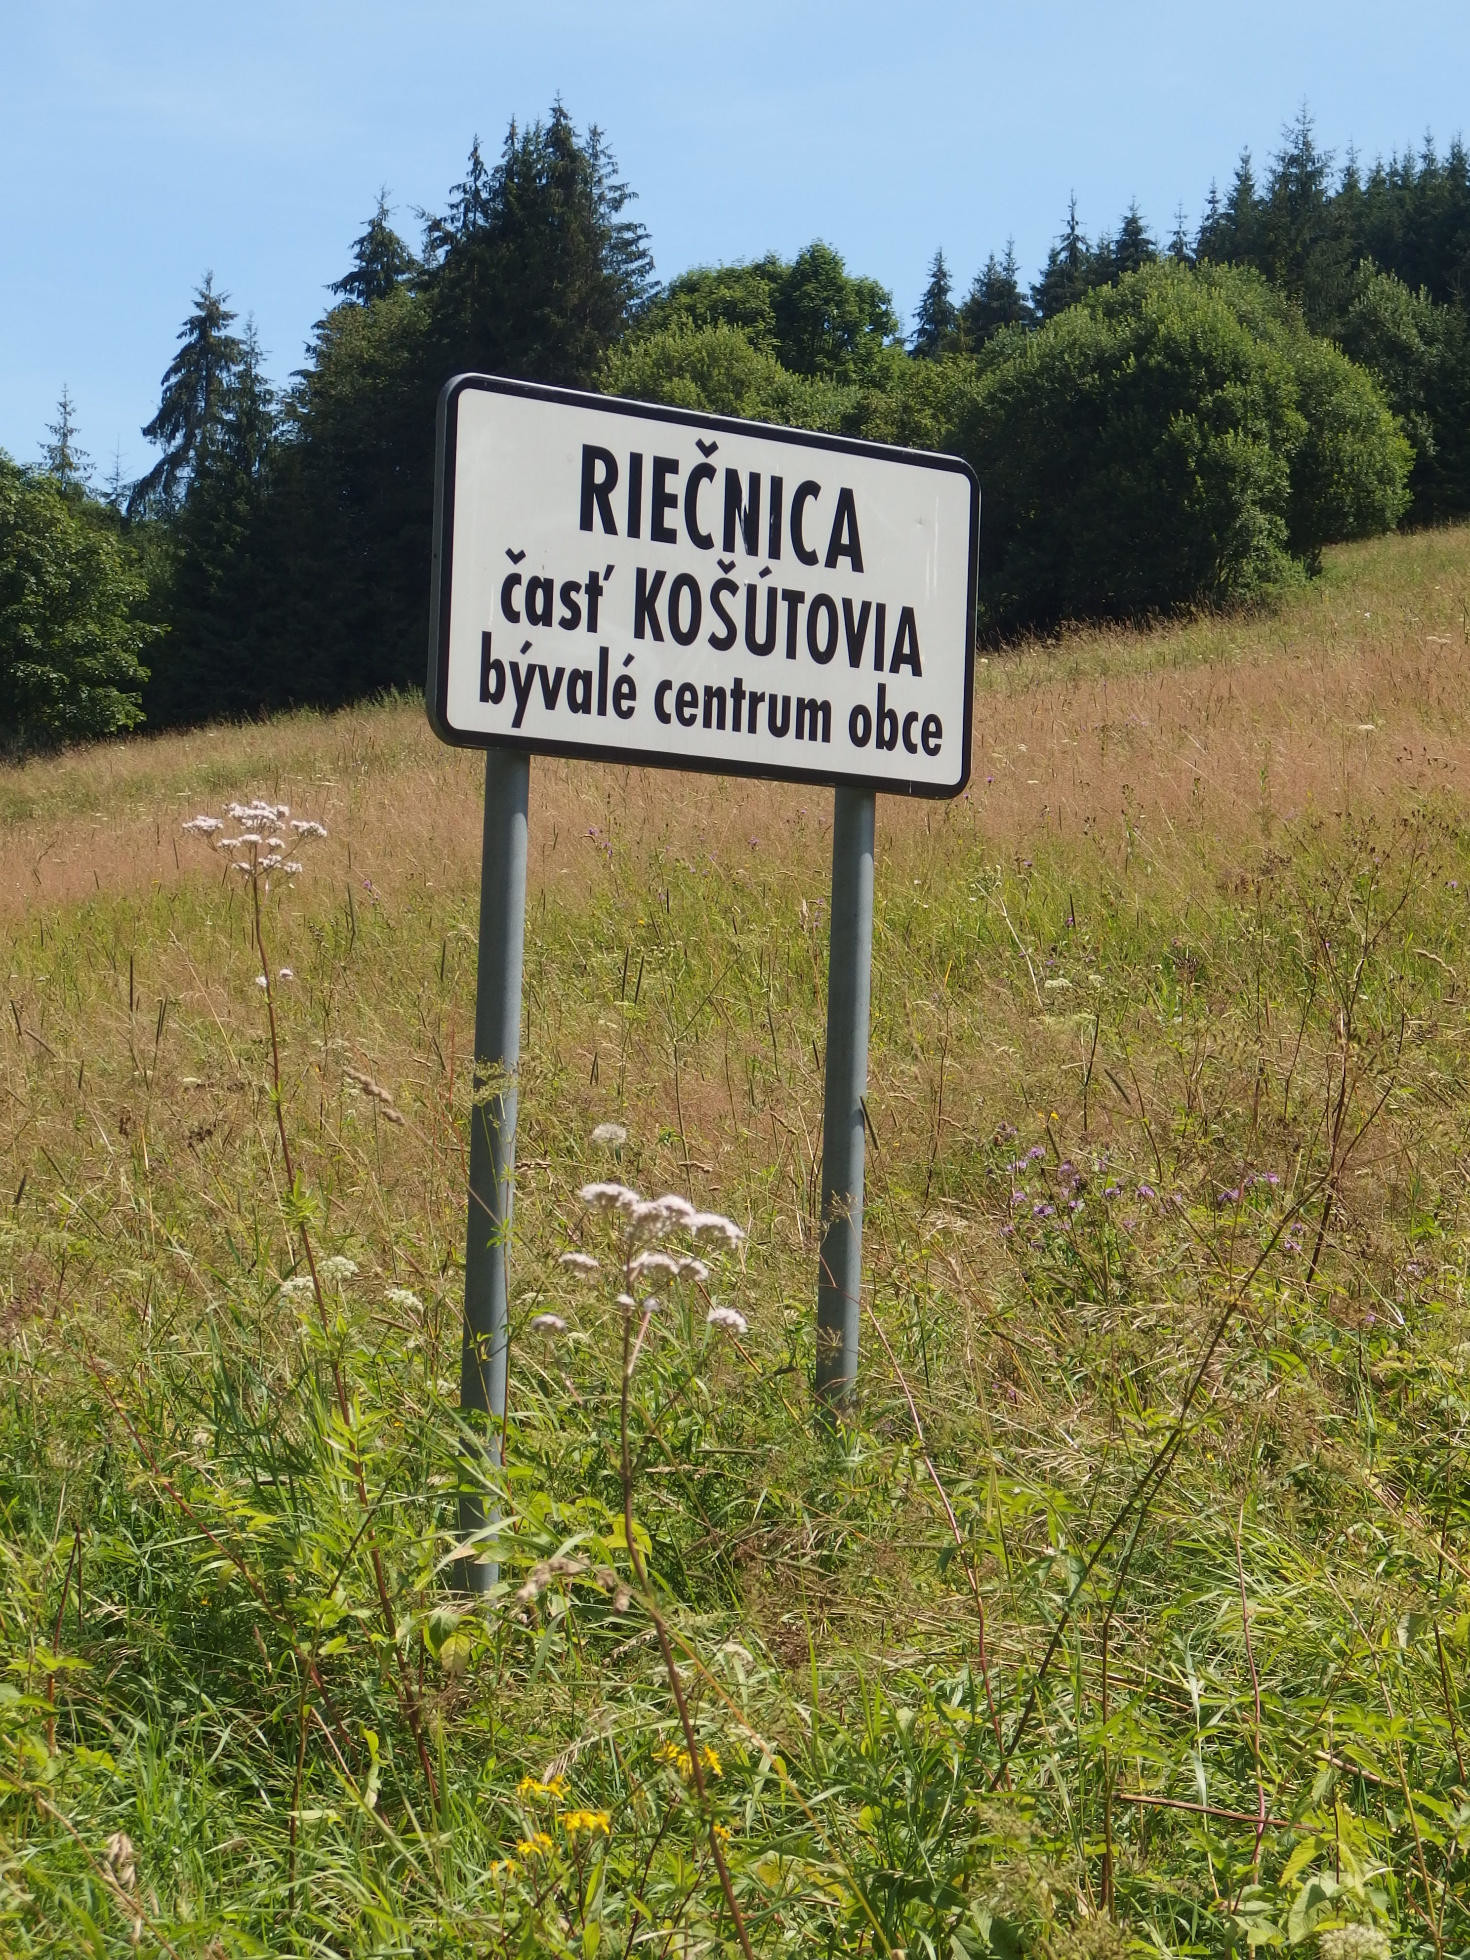 RIEČNICA
časť KOŠÚTOVIA
bývalé centrum obce